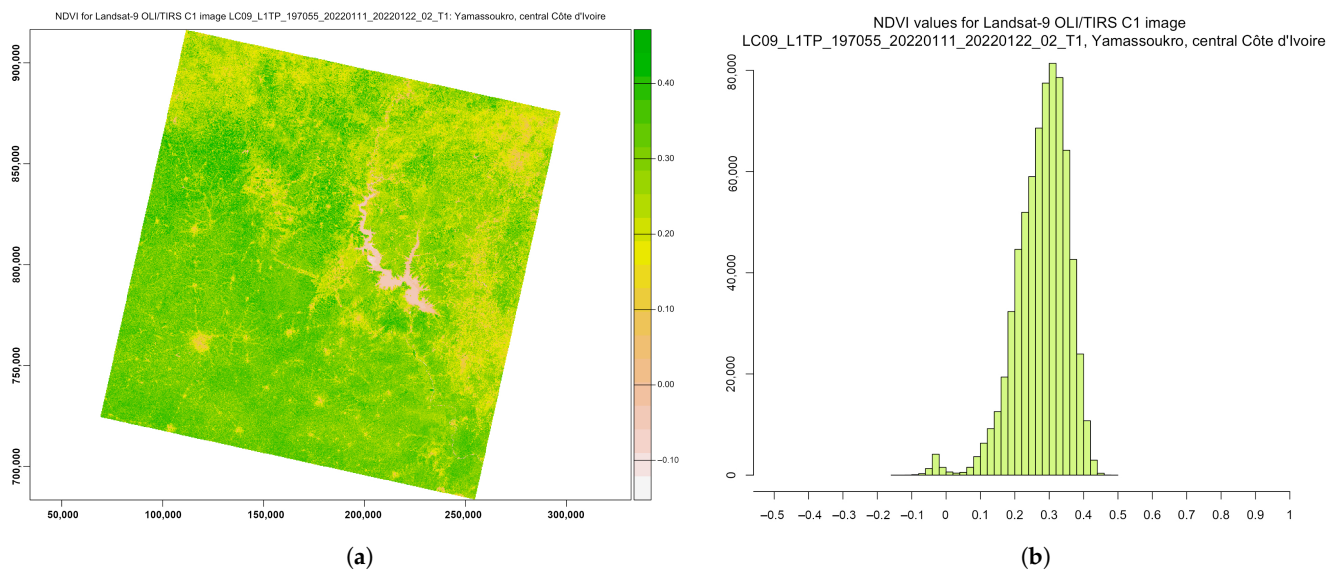 NDVI for Landsat-9 OLI/TIRS C1 image LC09_L1TP_197055_20220111_20220122_02_T1: Yamassoukro, central Côte d'Ivoire
900,000
850,000
800,000
750,000
700,000
50,000 100,000 150,000 200,000 250,000 300,000
0.40
0.30
0.20
0.10
0.00
−0.10
(a)
NDVI values for Landsat-9 OLI/TIRS C1 image
LC09_L1TP_197055_20220111_20220122_02_T1, Yamassoukro, central Côte d'Ivoire
80,000
60,000
40,000
20,000
0
−0.5 −0.4 −0.3 −0.2 −0.1 0 0.1 0.2 0.3 0.4 0.5 0.6 0.7 0.8 0.9 1
(b)